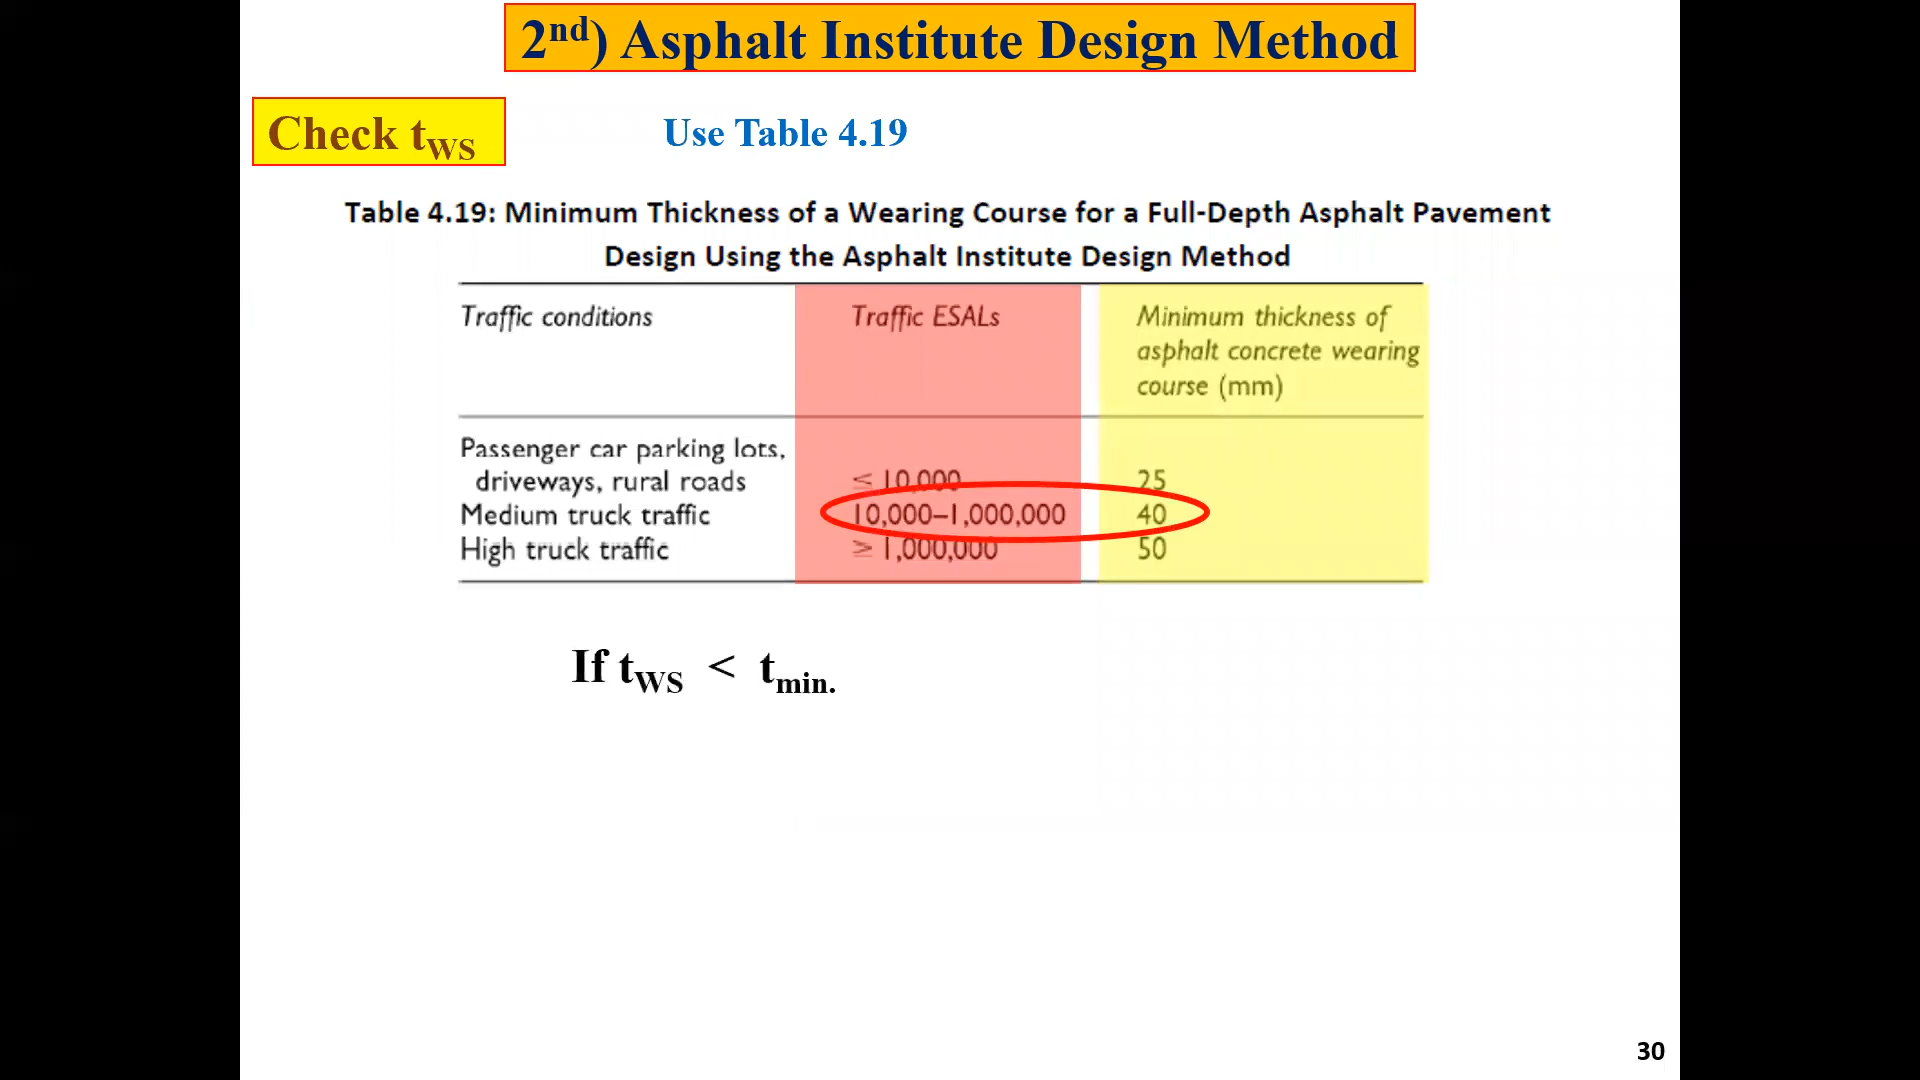 2nd) Asphalt Institute Design Method
Check tWS
Use Table 4.19
Table 4.19: Minimum Thickness of a Wearing Course for a Full-Depth Asphalt Pavement
Design Using the Asphalt Institute Design Method
Traffic conditions Traffic ESALs Minimum thickness of
asphalt concrete wearing
course (mm)
Passenger car parking lots,
driveways, rural roads ≤ 10,000 25
Medium truck traffic 10,000–1,000,000 40
High truck traffic ≥ 1,000,000 50
If tWS < tmin.
30